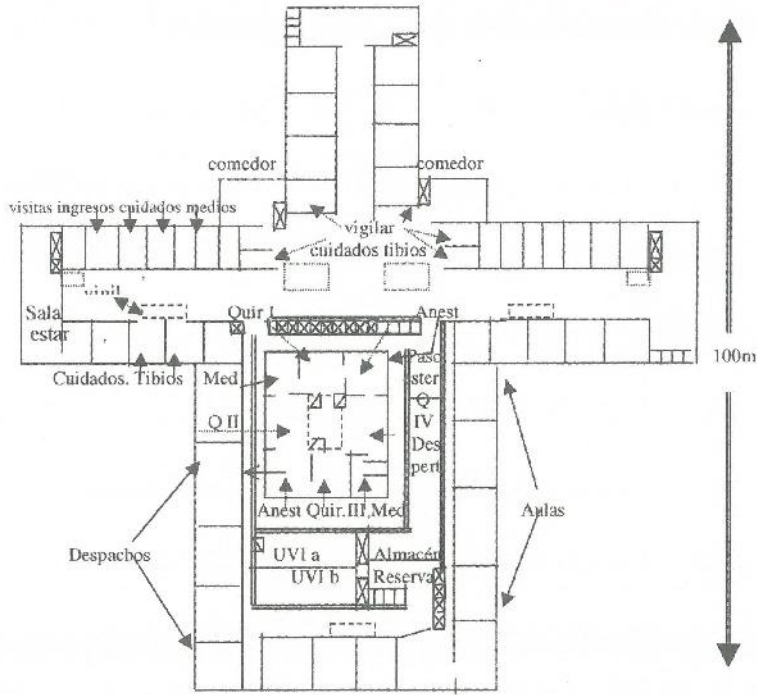 comedor
comedor
visitas ingresos cuidados medios
vigilar
cuidados tibios
vigil
Sala
estar
Quir I
Anest
100m
Cuidados. Tibios
Med
Paso
ster
Q
IV
Des
pert
Q II
Anest Quir.III,Med
Aulas
Despachos
UVI a
UVI b
Almacén
Reserva